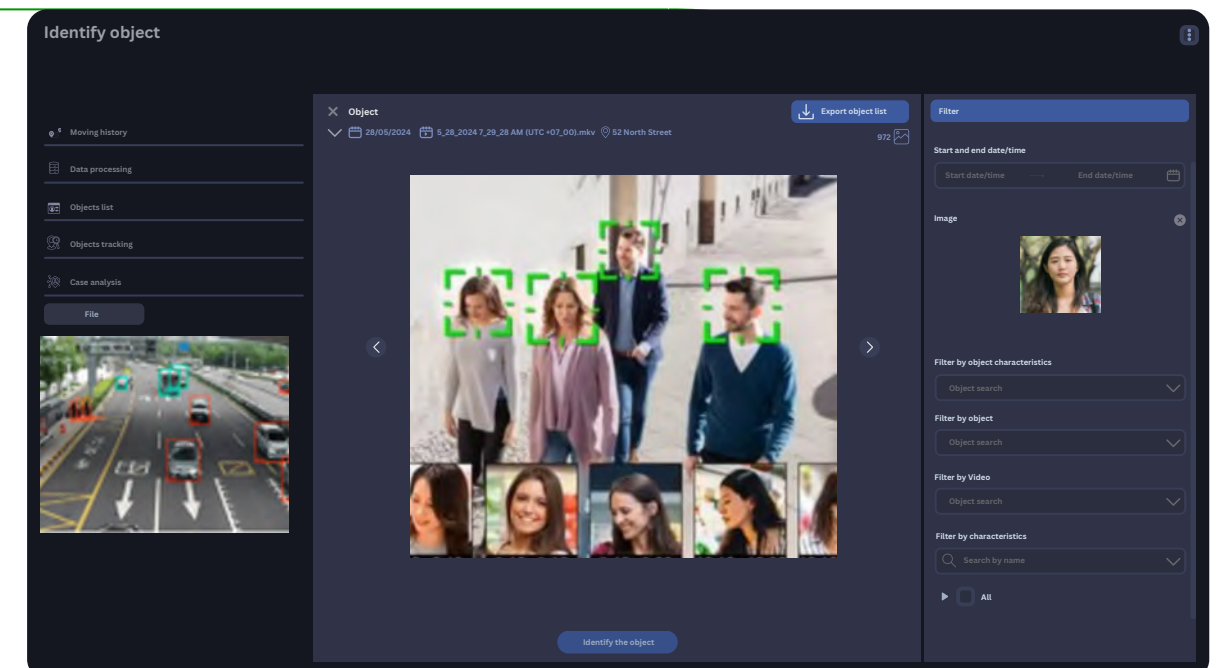 Identify object
Moving history
Data processing
Objects list
Objects tracking
Case analysis
File
Object
Export object list
28/05/2024 5_28_2024 7_29_28 AM (UTC +07_00).mkv 52 North Street
972
Identify the object
Filter
Start and end date/time
Start date/time End date/time
Image
Filter by object characteristics
Object search
Filter by object
Object search
Filter by Video
Object search
Filter by characteristics
Search by name
All